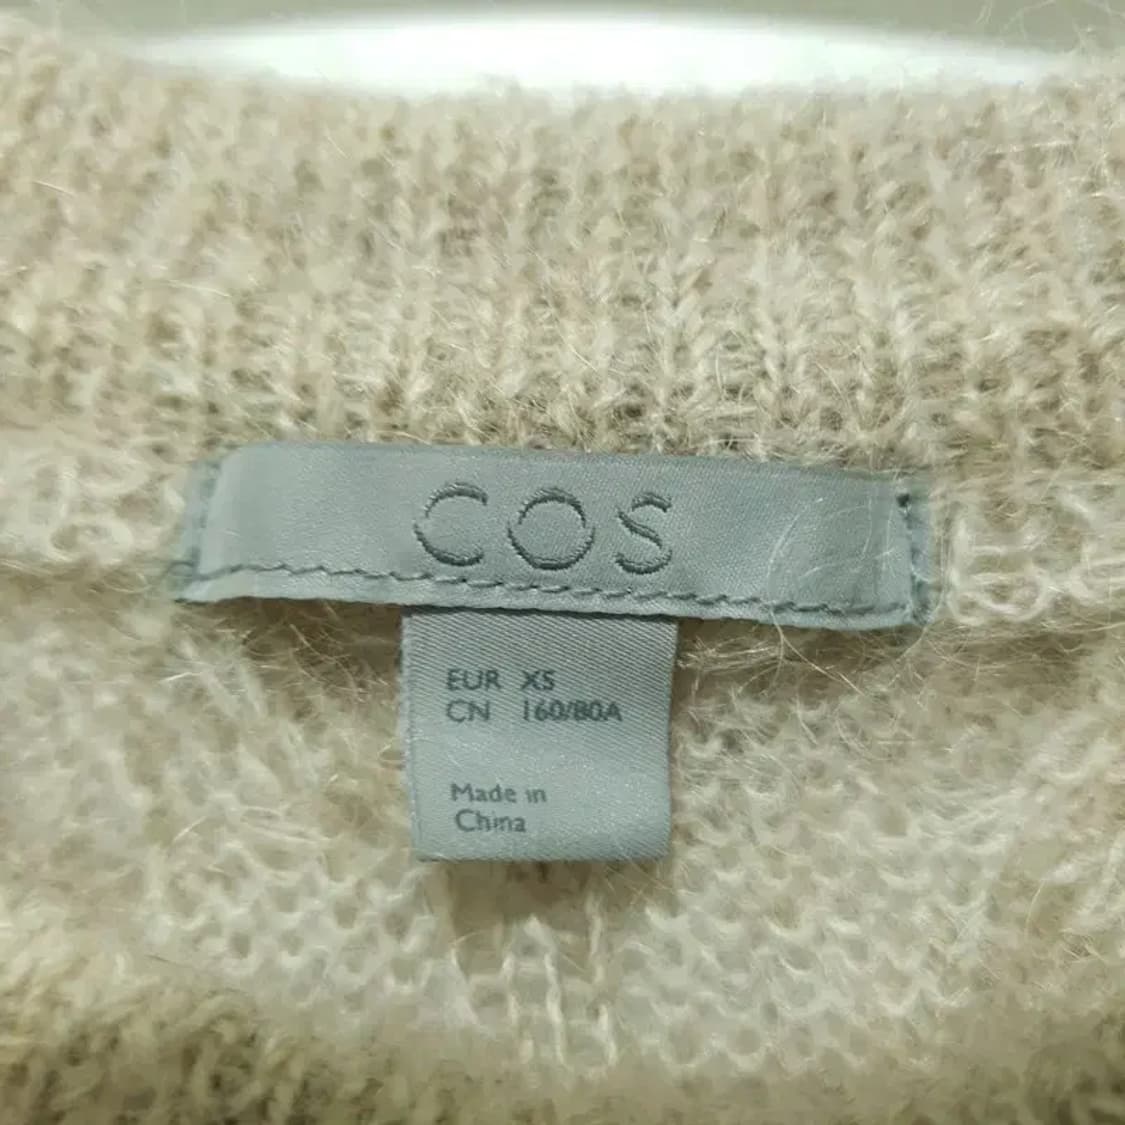 COS
EUR XS
CN 160/80A
Made in
China